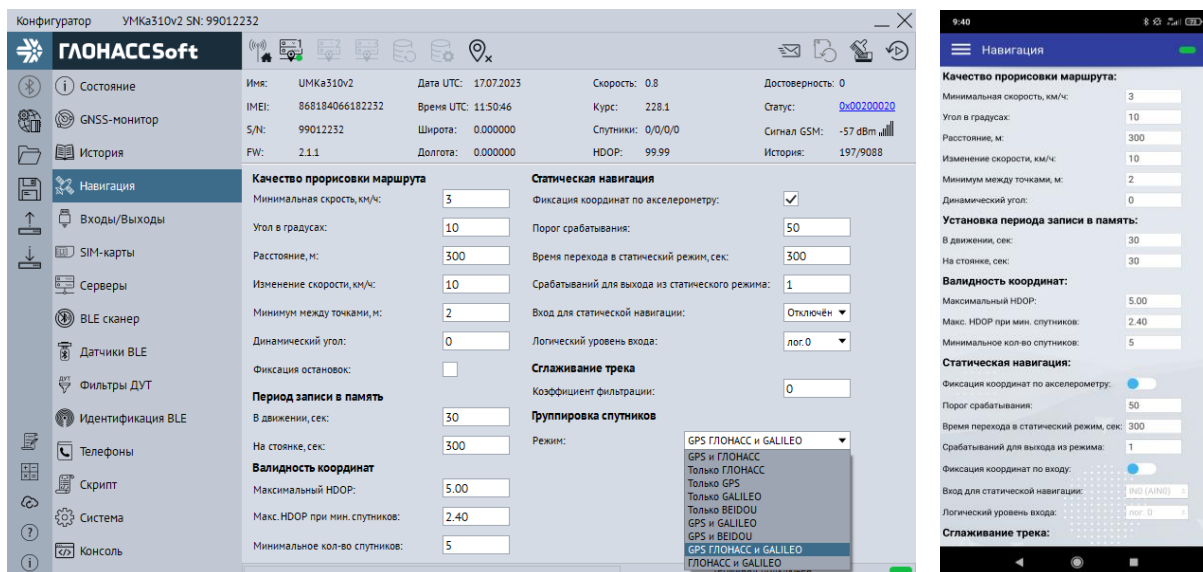 Конфигуратор УМКа310v2 SN: 99012232
ГЛОНАССSoft
Состояние
GNSS-монитор
История
Навигация
Входы/Выходы
SIM-карты
Серверы
BLE сканер
Датчики BLE
Фильтры ДУТ
Идентификация BLE
Телефоны
Скрипт
Система
Консоль
Имя: UMKa310v2 Дата UTC: 17.07.2023 Скорость: 0.8 Достоверность: 0
IMEI: 868184066182232 Время UTC: 11:50:46 Курс: 228.1 Статус: 0x00200020
S/N: 99012232 Широта: 0.000000 Спутники: 0/0/0/0 Сигнал GSM: -57 dBm
FW: 2.1.1 Долгота: 0.000000 HDOP: 99.99 История: 197/9088
Качество прорисовки маршрута
Минимальная скрость, км/ч: 3
Угол в градусах: 10
Расстояние, м: 300
Изменение скорости, км/ч: 10
Минимум между точками, м: 2
Динамический угол: 0
Фиксация остановок:
Период записи в память
В движении, сек: 30
На стоянке, сек: 300
Валидность координат
Максимальный HDOP: 5.00
Макс. HDOP при мин. спутников: 2.40
Минимальное кол-во спутников: 5
Статическая навигация
Фиксация координат по акселерометру:
Порог срабатывания: 50
Время перехода в статический режим, сек: 300
Срабатываний для выхода из статического режима: 1
Вход для статической навигации: Отключён
Логический уровень входа: лог. 0
Сглаживание трека
Коэффициент фильтрации: 0
Группировка спутников
Режим: GPS ГЛОНАСС и GALILEO
GPS и ГЛОНАСС
Только ГЛОНАСС
Только GPS
Только GALILEO
Только BEIDOU
GPS и GALILEO
GPS и BEIDOU
GPS ГЛОНАСС и GALILEO
ГЛОНАСС и GALILEO
9:40
Навигация
Качество прорисовки маршрута:
Минимальная скорость, км/ч: 3
Угол в градусах: 10
Расстояние, м: 300
Изменение скорости, км/ч: 10
Минимум между точками, м: 2
Динамический угол: 0
Установка периода записи в память:
В движении, сек: 30
На стоянке, сек: 30
Валидность координат:
Максимальный HDOP: 5.00
Макс. HDOP при мин. спутников: 2.40
Минимальное кол-во спутников: 5
Статическая навигация:
Фиксация координат по акселерометру:
Порог срабатывания: 50
Время перехода в статический режим, сек: 300
Срабатываний для выхода из режима: 1
Фиксация координат по входу:
Вход для статической навигации: IN0 (AIN0)
Логический уровень входа: лог. 0
Сглаживание трека: